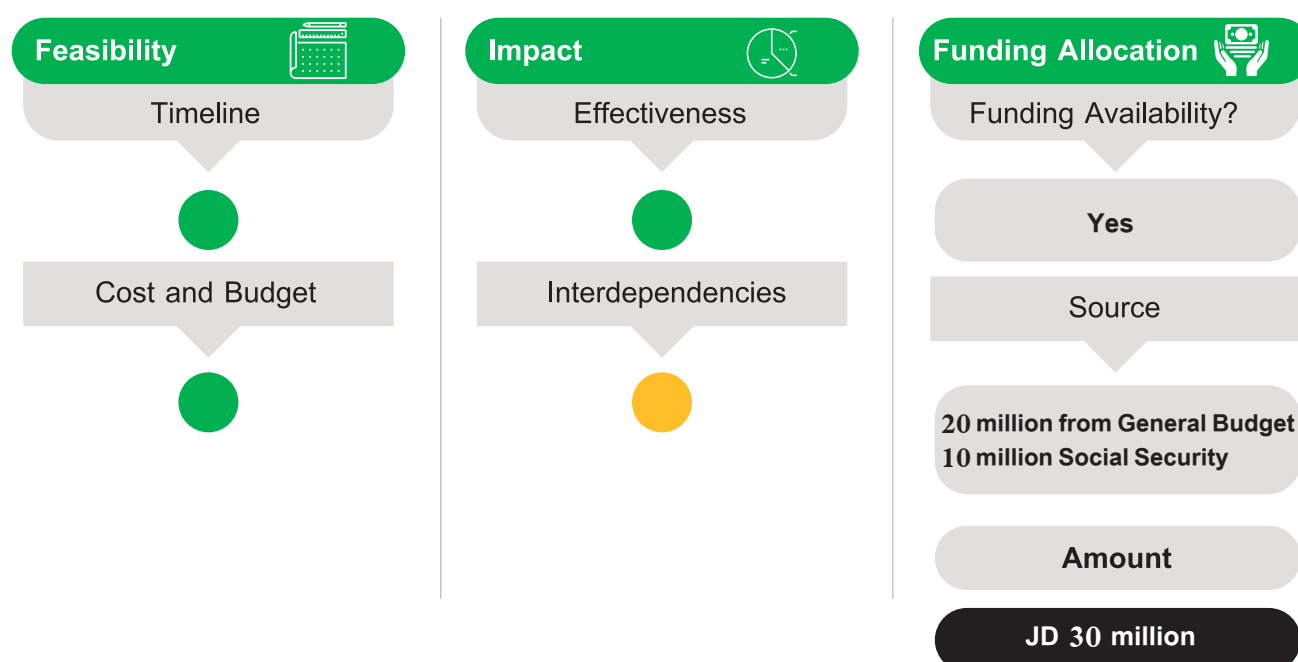 Feasibility
Timeline
Cost and Budget
Impact
Effectiveness
Interdependencies
Funding Allocation
Funding Availability?
Yes
Source
20 million from General Budget
10 million Social Security
Amount
JD 30 million